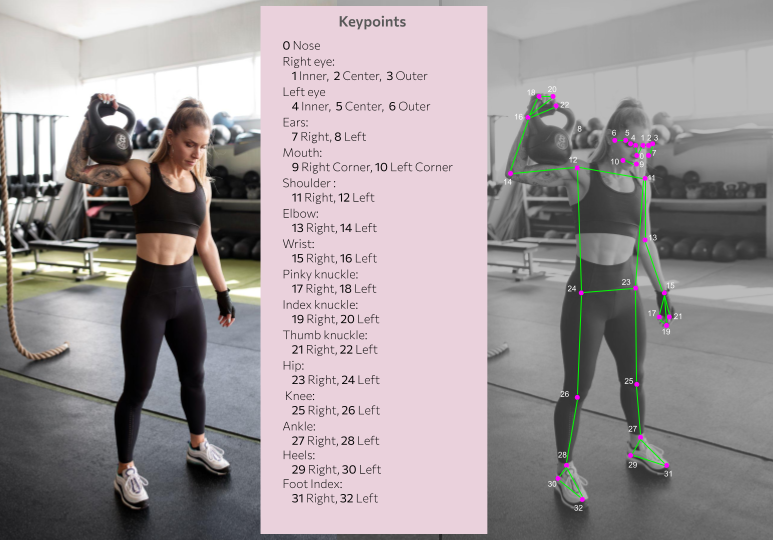 Keypoints
0 Nose
Right eye:
1 Inner, 2 Center, 3 Outer
Left eye
4 Inner, 5 Center, 6 Outer
Ears:
7 Right, 8 Left
Mouth:
9 Right Corner, 10 Left Corner
Shoulder :
11 Right, 12 Left
Elbow:
13 Right, 14 Left
Wrist:
15 Right, 16 Left
Pinky knuckle:
17 Right, 18 Left
Index knuckle:
19 Right, 20 Left
Thumb knuckle:
21 Right, 22 Left
Hip:
23 Right, 24 Left
Knee:
25 Right, 26 Left
Ankle:
27 Right, 28 Left
Heels:
29 Right, 30 Left
Foot Index:
31 Right, 32 Left
18 20
22
16
8
6 5 4 1 2 3
7
10
9
12
11
14
13
24
23
15
17 21
19
25
26
27
28
29
31
30
32